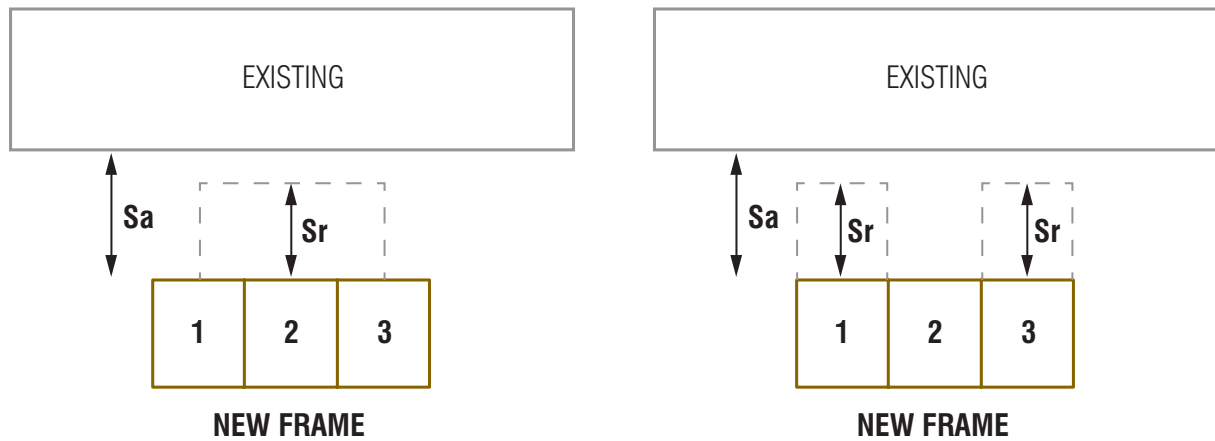 EXISTING
Sa
Sr
1 2 3
NEW FRAME
EXISTING
Sa
Sr
Sr
1 2 3
NEW FRAME